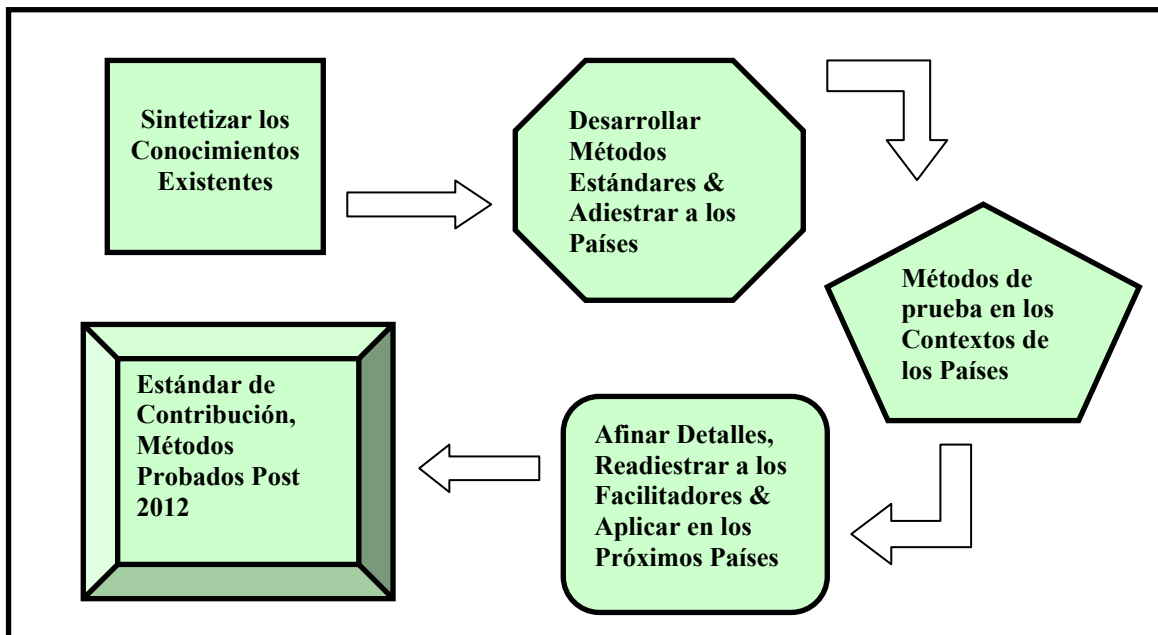 Sintetizar los
Conocimientos
Existentes
Desarrollar
Métodos
Estándares &
Adiestrar a los
Países
Métodos de
prueba en los
Contextos de
los Países
Afinar Detalles,
Readiestrar a los
Facilitadores &
Aplicar en los
Próximos Países
Estándar de
Contribución,
Métodos
Probados Post
2012